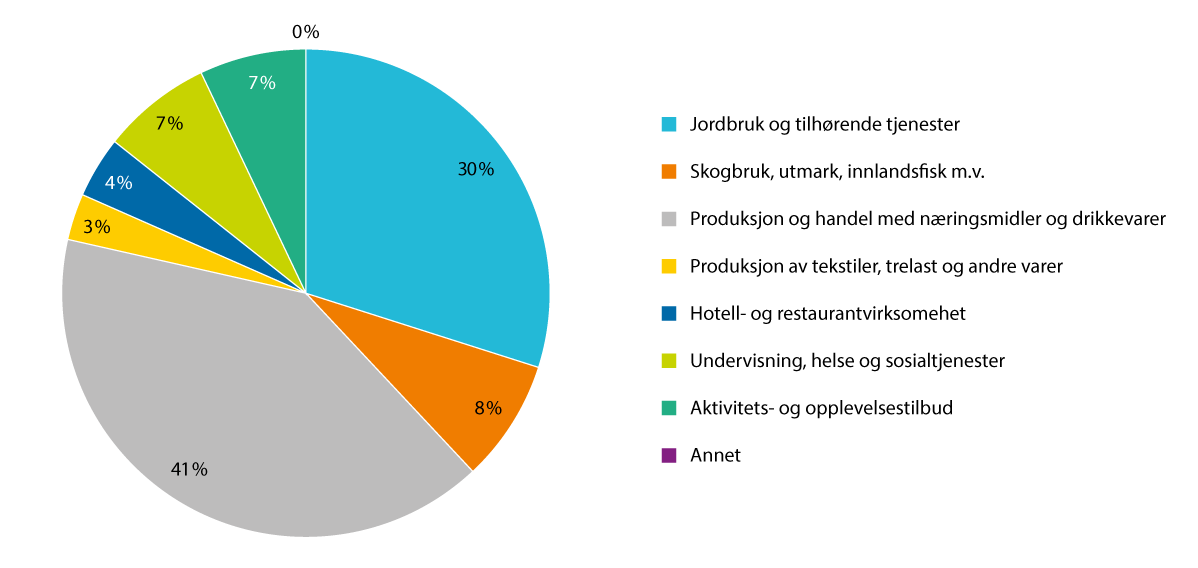 0%
7%
7%
30%
4%
3%
8%
41%
Jordbruk og tilhørende tjenester
Skogbruk, utmark, innlandsfisk m.v.
Produksjon og handel med næringsmidler og drikkevarer
Produksjon av tekstiler, trelast og andre varer
Hotell- og restaurantvirksomehet
Undervisning, helse og sosialtjenester
Aktivitets- og opplevelsestilbud
Annet